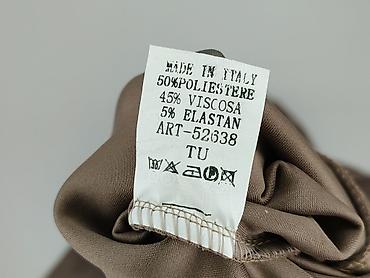 MADE IN ITALY
50%POLIESTERE
45% VISCOSA
5% ELASTAN
ART-52638
TU